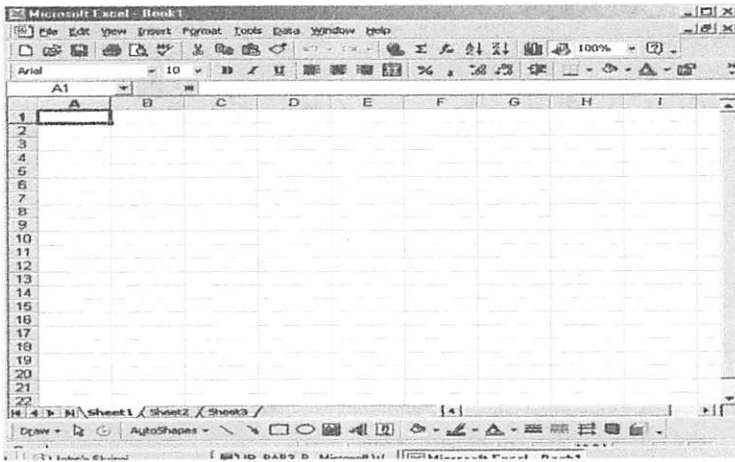 Microsoft Excel - Book1
File Edit View Insert Format Tools Data Window Help
100%
Arial 10 B I U % ,
A1 =
A B C D E F G H I
1
2
3
4
5
6
7
8
9
10
11
12
13
14
15
16
17
18
19
20
21
22
Sheet1 Sheet2 Sheet3
Draw AutoShapes
Microsoft Excel - Book1